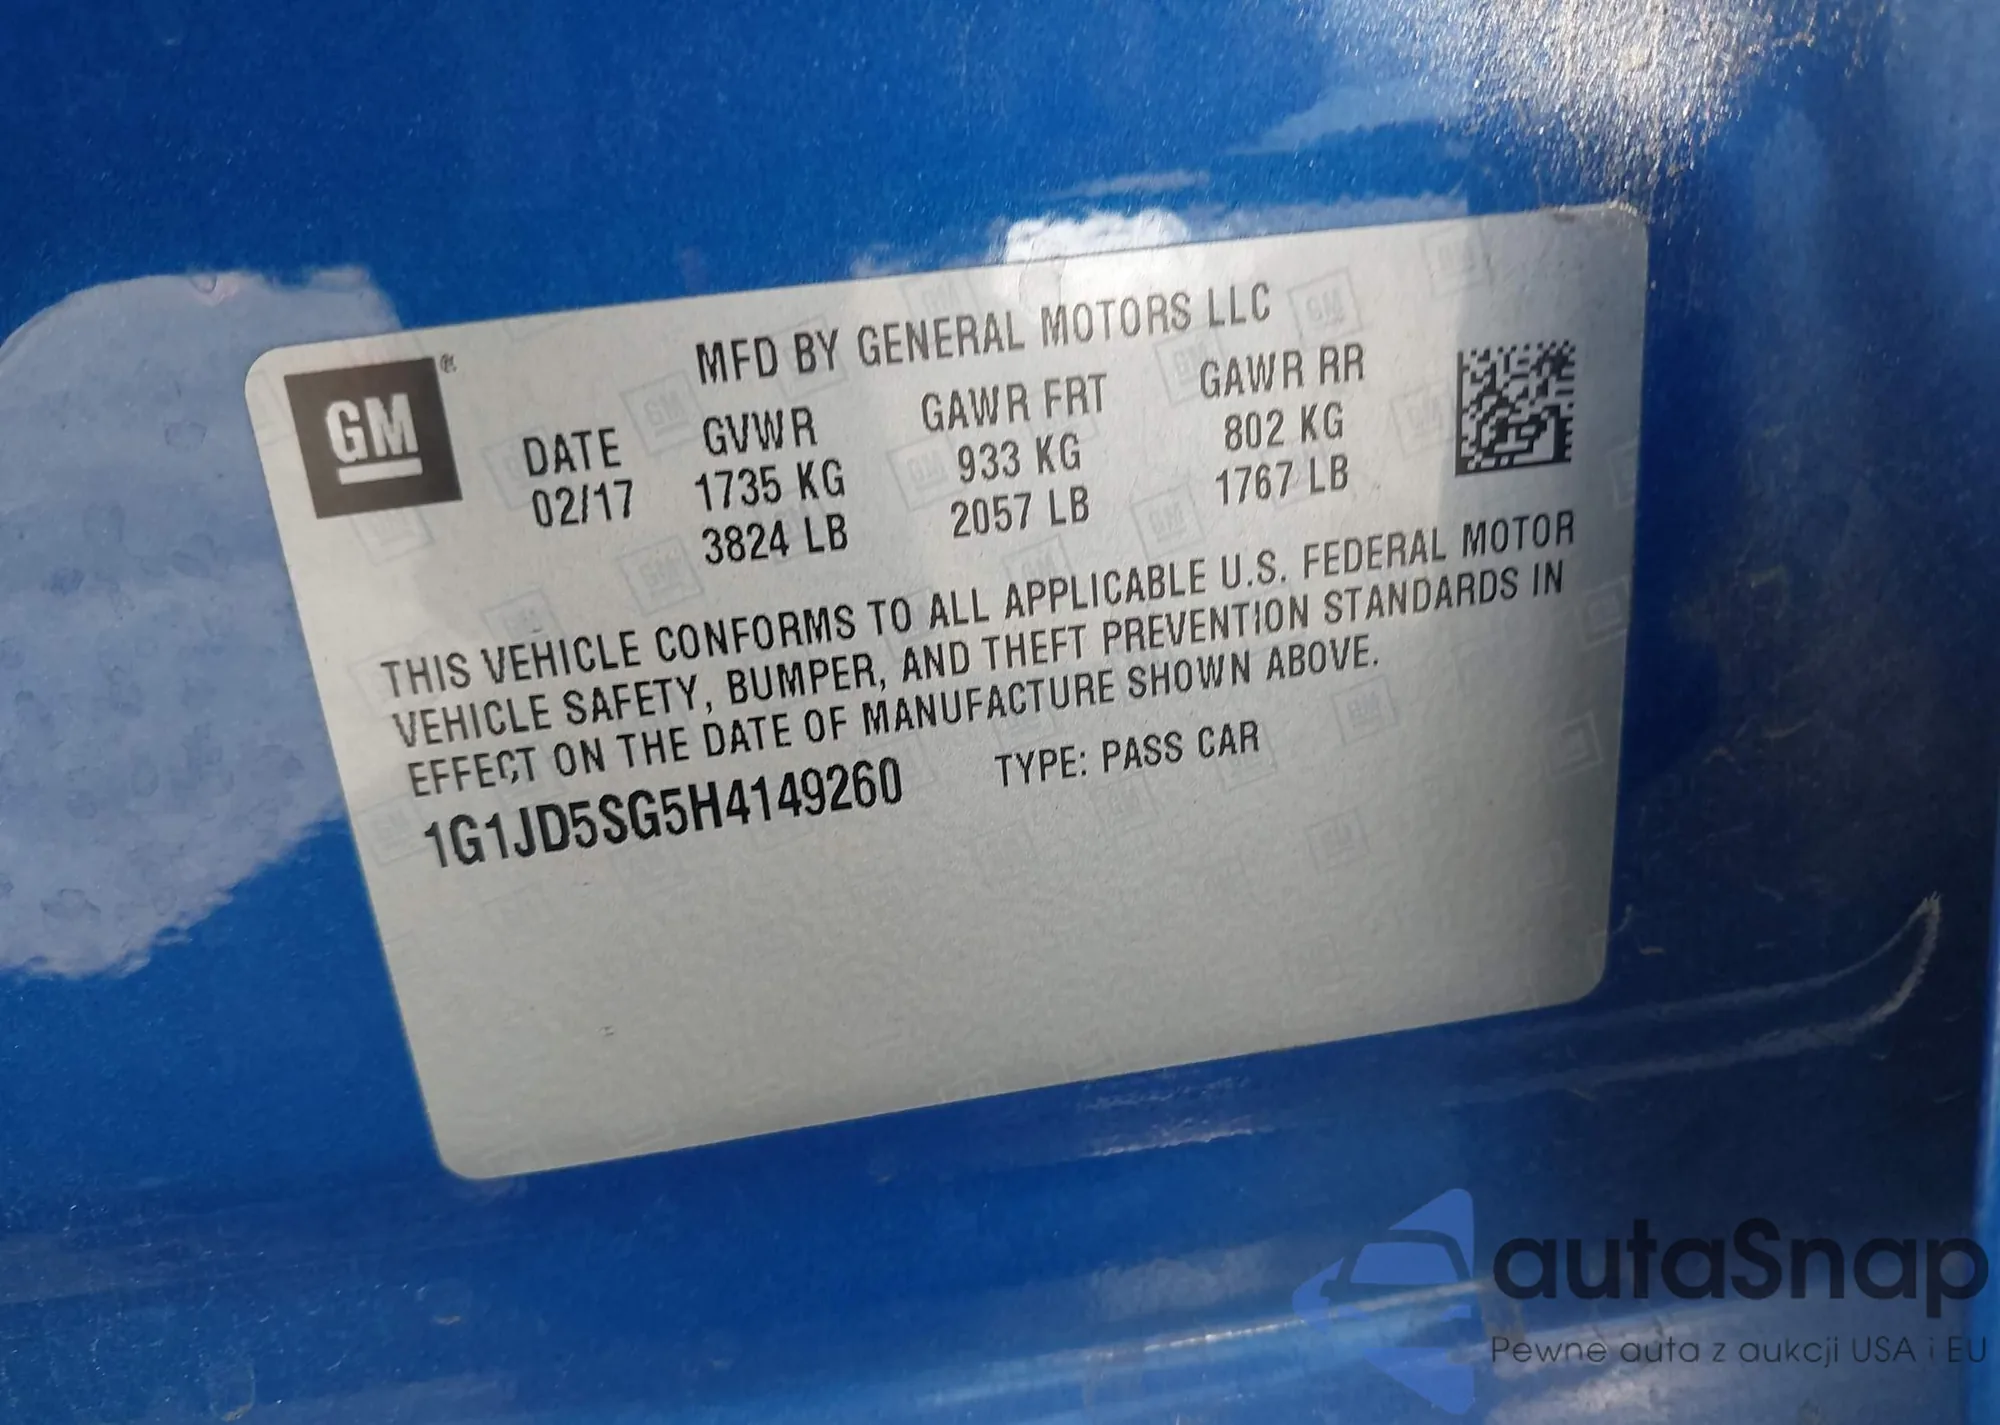 MFD BY GENERAL MOTORS LLC
GM®
DATE GVWR GAWR FRT GAWR RR
02/17 1735 KG 933 KG 802 KG
3824 LB 2057 LB 1767 LB
THIS VEHICLE CONFORMS TO ALL APPLICABLE U.S. FEDERAL MOTOR
VEHICLE SAFETY, BUMPER, AND THEFT PREVENTION STANDARDS IN
EFFECT ON THE DATE OF MANUFACTURE SHOWN ABOVE.
1G1JD5SG5H4149260 TYPE: PASS CAR
autaSnap
Pewne auta z aukcji USA i EU